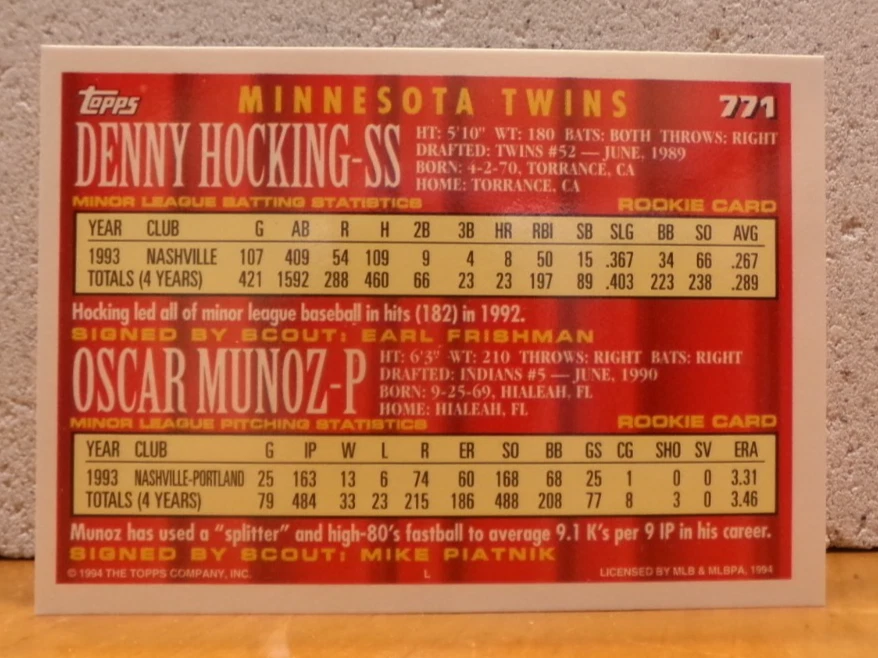 Topps MINNESOTA TWINS 771
DENNY HOCKING-SS
HT: 5'10" WT: 180 BATS: BOTH THROWS: RIGHT
DRAFTED: TWINS #52 — JUNE, 1989
BORN: 4-2-70, TORRANCE, CA
HOME: TORRANCE, CA
MINOR LEAGUE BATTING STATISTICS ROOKIE CARD
YEAR CLUB G AB R H 2B 3B HR RBI SB SLG BB SO AVG
1993 NASHVILLE 107 409 54 109 9 4 8 50 15 .367 34 66 .267
TOTALS (4 YEARS) 421 1592 288 460 66 23 23 197 89 .403 223 238 .289
Hocking led all of minor league baseball in hits (182) in 1992.
SIGNED BY SCOUT: EARL FRISHMAN
OSCAR MUNOZ-P
HT: 6'3" WT: 210 THROWS: RIGHT BATS: RIGHT
DRAFTED: INDIANS #5 — JUNE, 1990
BORN: 9-25-69, HIALEAH, FL
HOME: HIALEAH, FL
MINOR LEAGUE PITCHING STATISTICS ROOKIE CARD
YEAR CLUB G IP W L R ER SO BB GS CG SHO SV ERA
1993 NASHVILLE-PORTLAND 25 163 13 6 74 60 168 68 25 1 0 0 3.31
TOTALS (4 YEARS) 79 484 33 23 215 186 488 208 77 8 3 0 3.46
Munoz has used a "splitter" and high-80's fastball to average 9.1 K's per 9 IP in his career.
SIGNED BY SCOUT: MIKE PIATNIK
© 1994 THE TOPPS COMPANY, INC. L LICENSED BY MLB & MLBPA, 1994